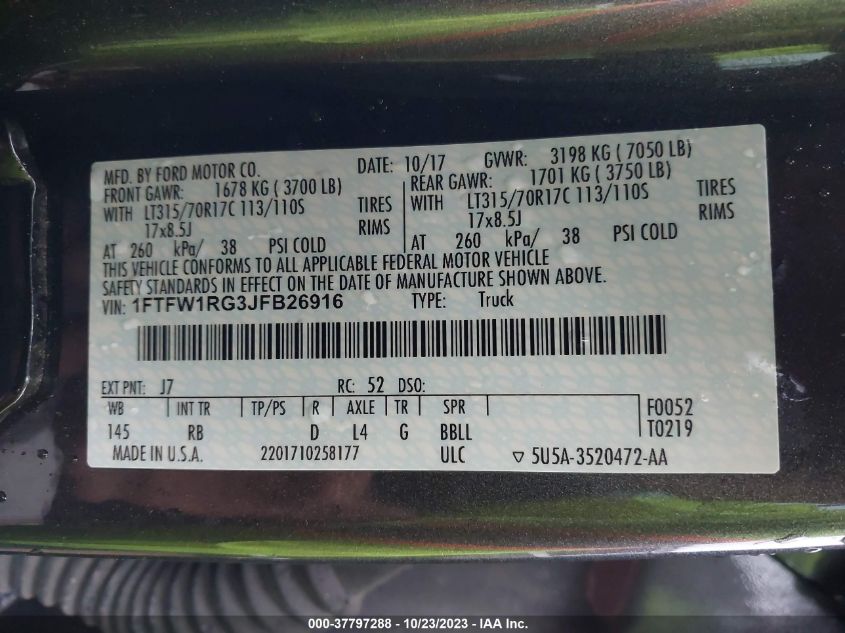 MFD. BY FORD MOTOR CO. DATE: 10/17 GVWR: 3198 KG ( 7050 LB)
FRONT GAWR: 1678 KG ( 3700 LB) REAR GAWR: 1701 KG ( 3750 LB)
WITH LT315/70R17C 113/110S TIRES WITH LT315/70R17C 113/110S TIRES
17x8.5J RIMS 17x8.5J RIMS
AT 260 kPa/ 38 PSI COLD AT 260 kPa/ 38 PSI COLD
THIS VEHICLE CONFORMS TO ALL APPLICABLE FEDERAL MOTOR VEHICLE
SAFETY STANDARDS IN EFFECT ON THE DATE OF MANUFACTURE SHOWN ABOVE.
VIN: 1FTFW1RG3JFB26916 TYPE: Truck
EXT PNT: J7 RC: 52 DSO:
WB INT TR TP/PS R AXLE TR SPR F0052
145 RB D L4 G BBLL T0219
MADE IN U.S.A. 2201710258177 ULC ▽ 5U5A-3520472-AA
000-37797288 - 10/23/2023 - IAA Inc.